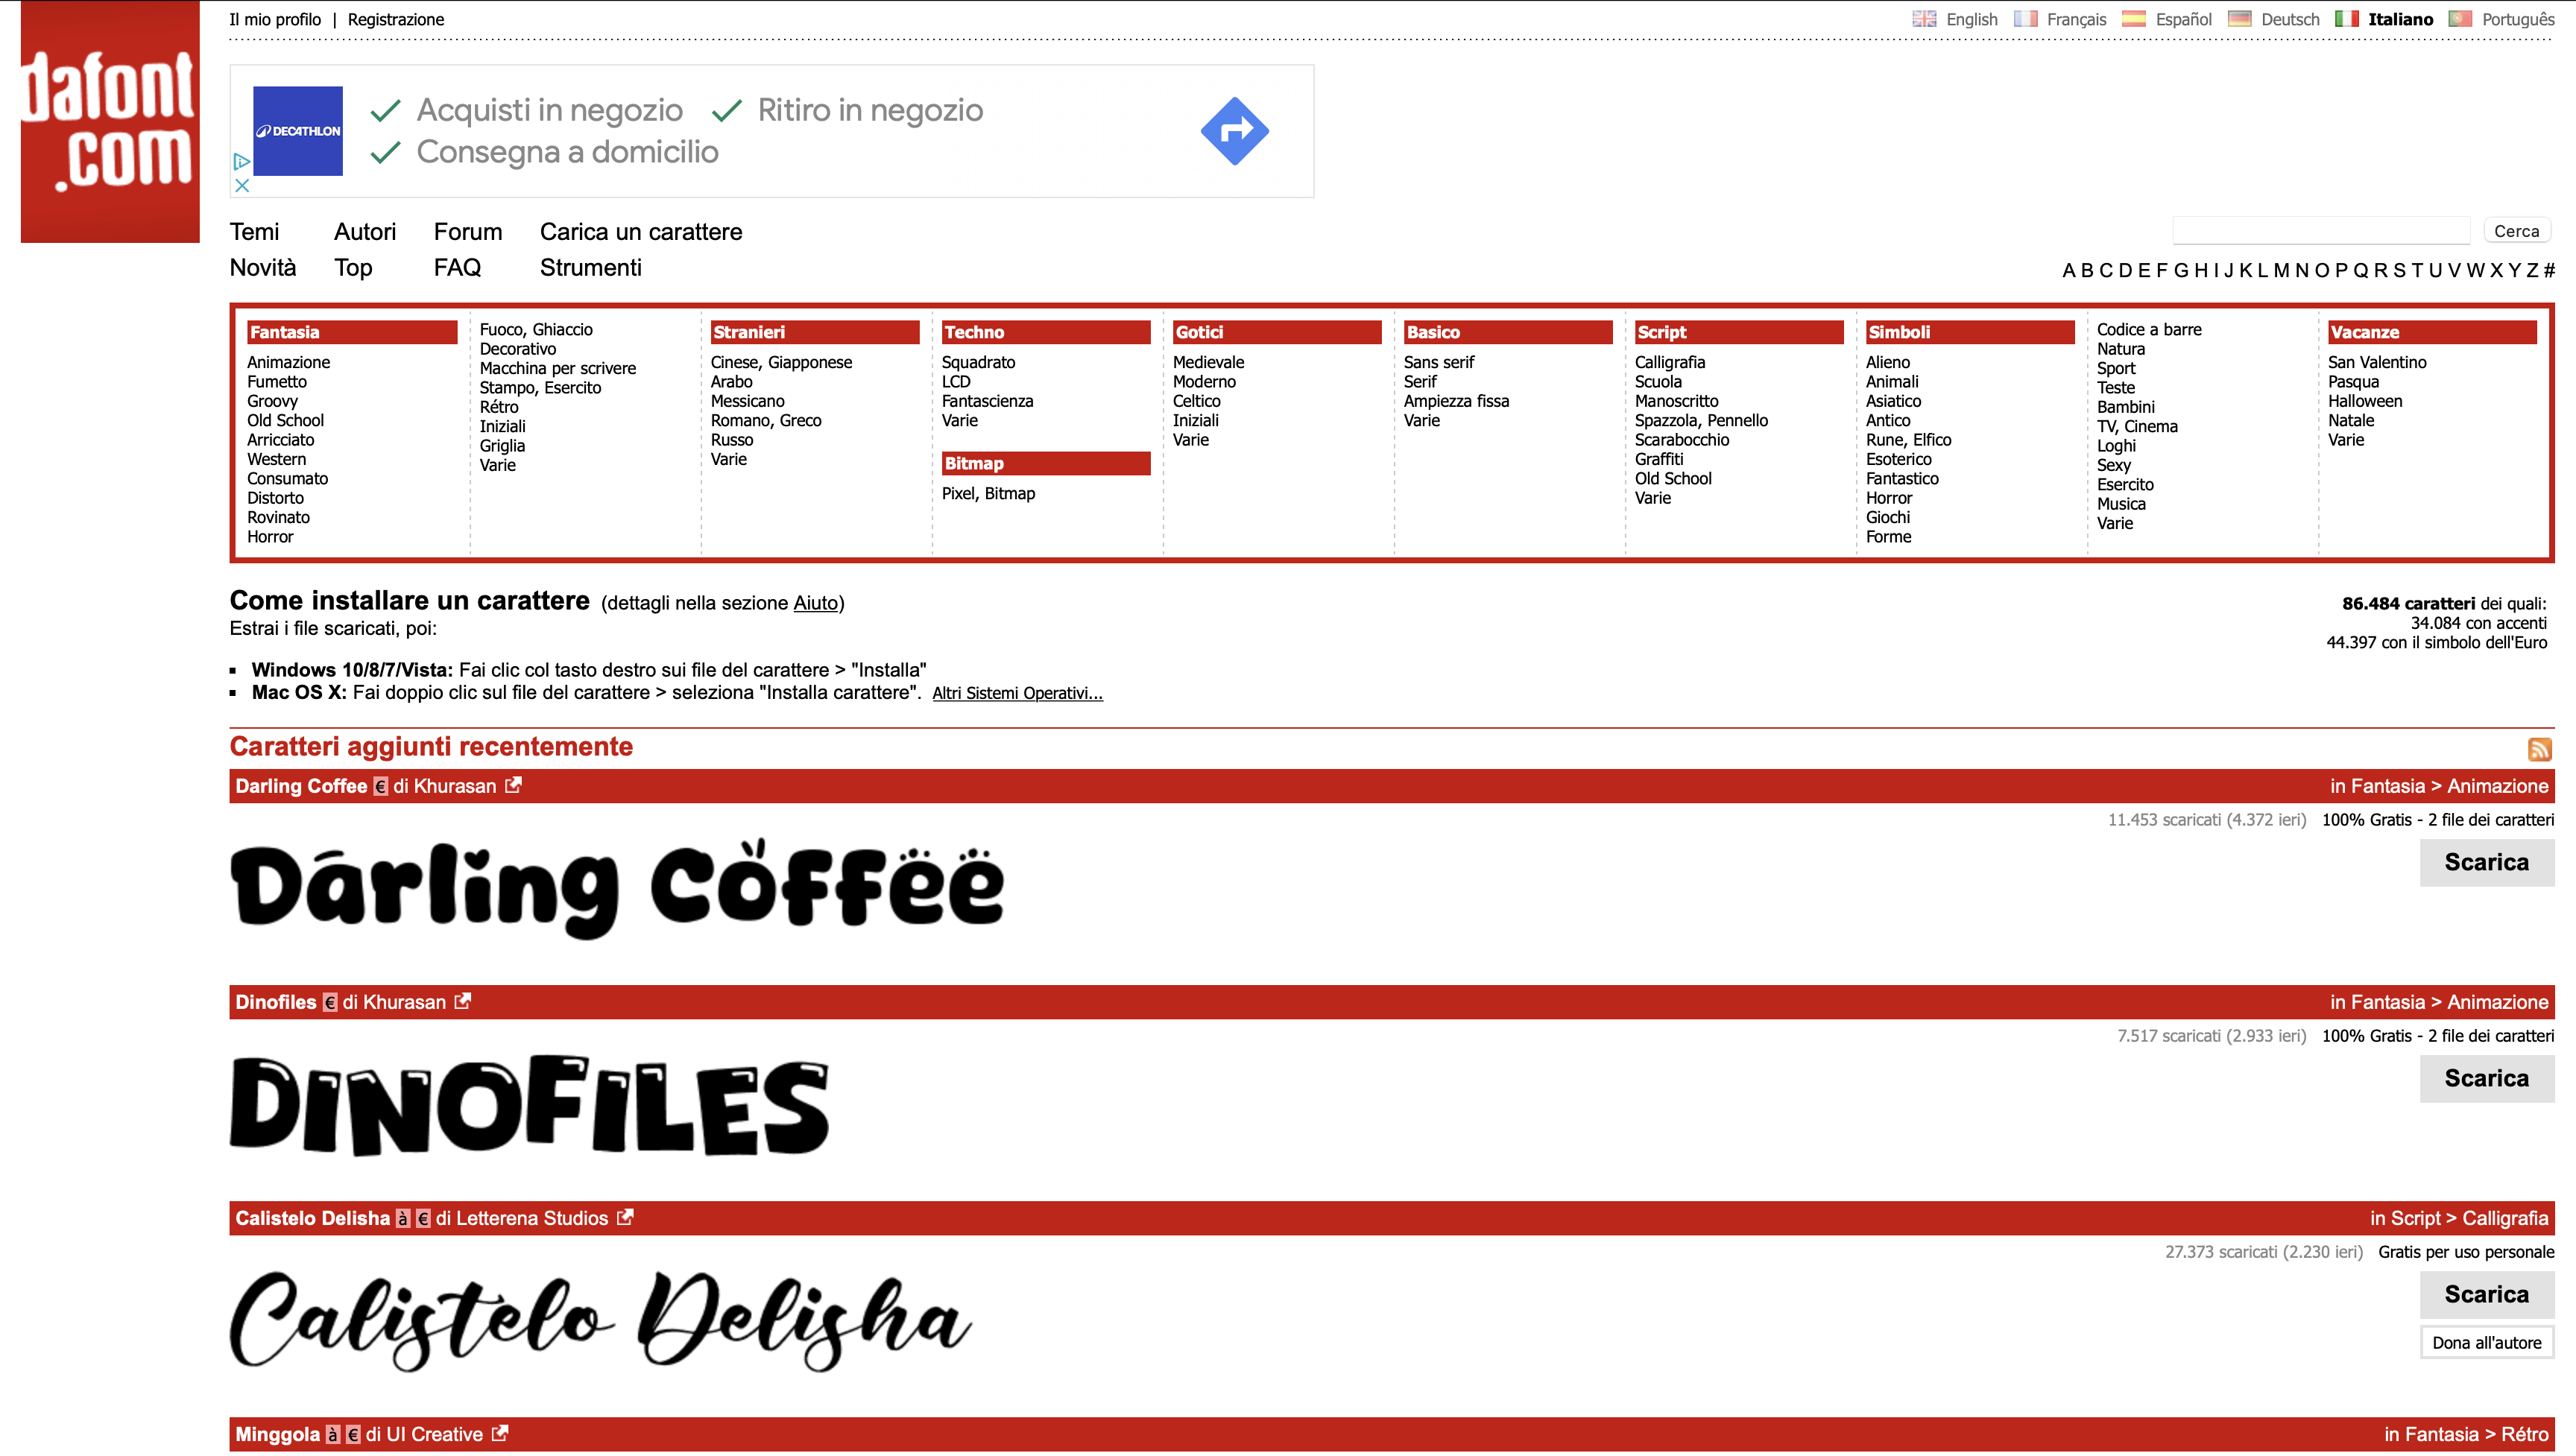 dafont
.com
Il mio profilo | Registrazione
English Français Español Deutsch Italiano Português
DECATHLON
Acquisti in negozio Ritiro in negozio
Consegna a domicilio
Temi Autori Forum Carica un carattere
Novità Top FAQ Strumenti
Cerca
A B C D E F G H I J K L M N O P Q R S T U V W X Y Z #
Fantasia
Animazione
Fumetto
Groovy
Old School
Arricciato
Western
Consumato
Distorto
Rovinato
Horror
Fuoco, Ghiaccio
Decorativo
Macchina per scrivere
Stampo, Esercito
Rétro
Iniziali
Griglia
Varie
Stranieri
Cinese, Giapponese
Arabo
Messicano
Romano, Greco
Russo
Varie
Techno
Squadrato
LCD
Fantascienza
Varie
Bitmap
Pixel, Bitmap
Gotici
Medievale
Moderno
Celtico
Iniziali
Varie
Basico
Sans serif
Serif
Ampiezza fissa
Varie
Script
Calligrafia
Scuola
Manoscritto
Spazzola, Pennello
Scarabocchio
Graffiti
Old School
Varie
Simboli
Alieno
Animali
Asiatico
Antico
Rune, Elfico
Esoterico
Fantastico
Horror
Giochi
Forme
Codice a barre
Natura
Sport
Teste
Bambini
TV, Cinema
Loghi
Sexy
Esercito
Musica
Varie
Vacanze
San Valentino
Pasqua
Halloween
Natale
Varie
Come installare un carattere (dettagli nella sezione Aiuto)
Estrai i file scaricati, poi:
Windows 10/8/7/Vista: Fai clic col tasto destro sui file del carattere > "Installa"
Mac OS X: Fai doppio clic sul file del carattere > seleziona "Installa carattere". Altri Sistemi Operativi...
86.484 caratteri dei quali:
34.084 con accenti
44.397 con il simbolo dell'Euro
Caratteri aggiunti recentemente
Darling Coffee € di Khurasan in Fantasia > Animazione
11.453 scaricati (4.372 ieri) 100% Gratis - 2 file dei caratteri
Darling Coffee
Scarica
Dinofiles € di Khurasan in Fantasia > Animazione
7.517 scaricati (2.933 ieri) 100% Gratis - 2 file dei caratteri
DINOFILES
Scarica
Calistelo Delisha à € di Letterena Studios in Script > Calligrafia
27.373 scaricati (2.230 ieri) Gratis per uso personale
Calistelo Delisha
Scarica
Dona all'autore
Minggola à € di UI Creative in Fantasia > Rétro